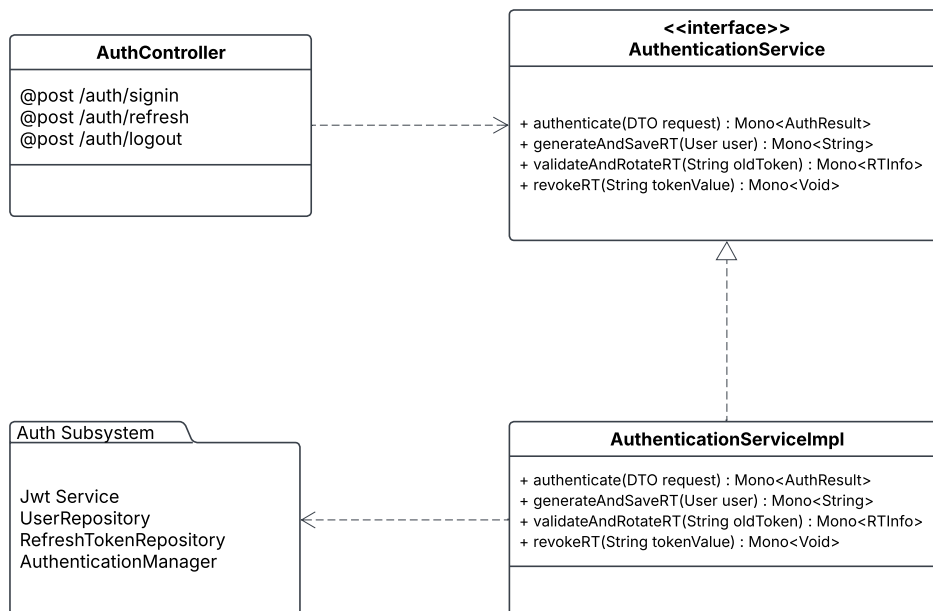 AuthController
@post /auth/signin
@post /auth/refresh
@post /auth/logout
<<interface>>
AuthenticationService
+ authenticate(DTO request) : Mono<AuthResult>
+ generateAndSaveRT(User user) : Mono<String>
+ validateAndRotateRT(String oldToken) : Mono<RTInfo>
+ revokeRT(String tokenValue) : Mono<Void>
Auth Subsystem
Jwt Service
UserRepository
RefreshTokenRepository
AuthenticationManager
AuthenticationServiceImpl
+ authenticate(DTO request) : Mono<AuthResult>
+ generateAndSaveRT(User user) : Mono<String>
+ validateAndRotateRT(String oldToken) : Mono<RTInfo>
+ revokeRT(String tokenValue) : Mono<Void>